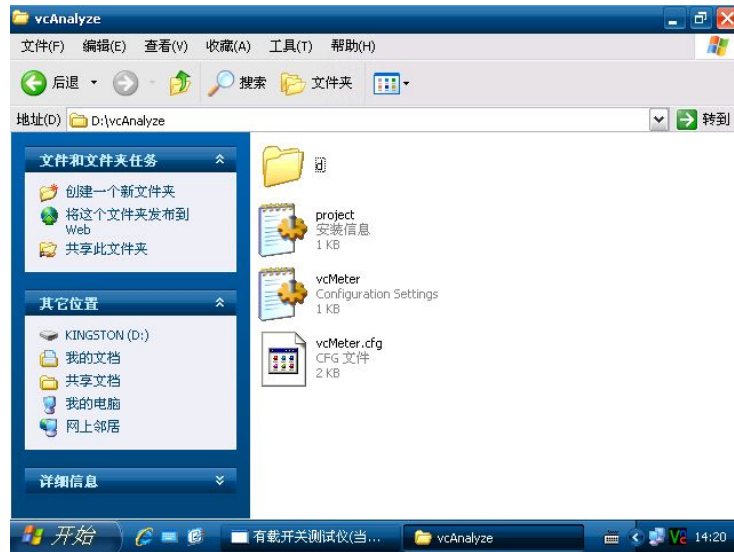 vcAnalyze
文件(F) 编辑(E) 查看(V) 收藏(A) 工具(T) 帮助(H)
后退 搜索 文件夹
地址(D) D:\vcAnalyze 转到
文件和文件夹任务
创建一个新文件夹
将这个文件夹发布到
Web
共享此文件夹
其它位置
KINGSTON (D:)
我的文档
共享文档
我的电脑
网上邻居
详细信息
d
project
安装信息
1 KB
vcMeter
Configuration Settings
1 KB
vcMeter.cfg
CFG 文件
2 KB
开始 有载开关测试仪(当... vcAnalyze 14:20